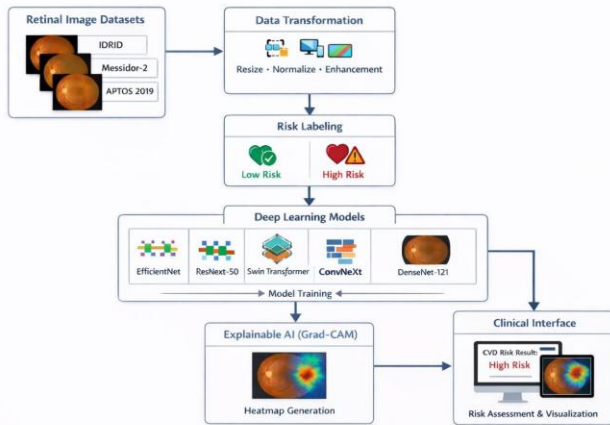 Retinal Image Datasets
IDRID
Messidor-2
APTOS 2019
Data Transformation
Resize • Normalize • Enhancement
Risk Labeling
Low Risk
High Risk
Deep Learning Models
EfficientNet
ResNext-50
Swin Transformer
ConvNeXt
DenseNet-121
Model Training
Explainable AI (Grad-CAM)
Heatmap Generation
Clinical Interface
CVD Risk Result:
High Risk
Risk Assessment & Visualization